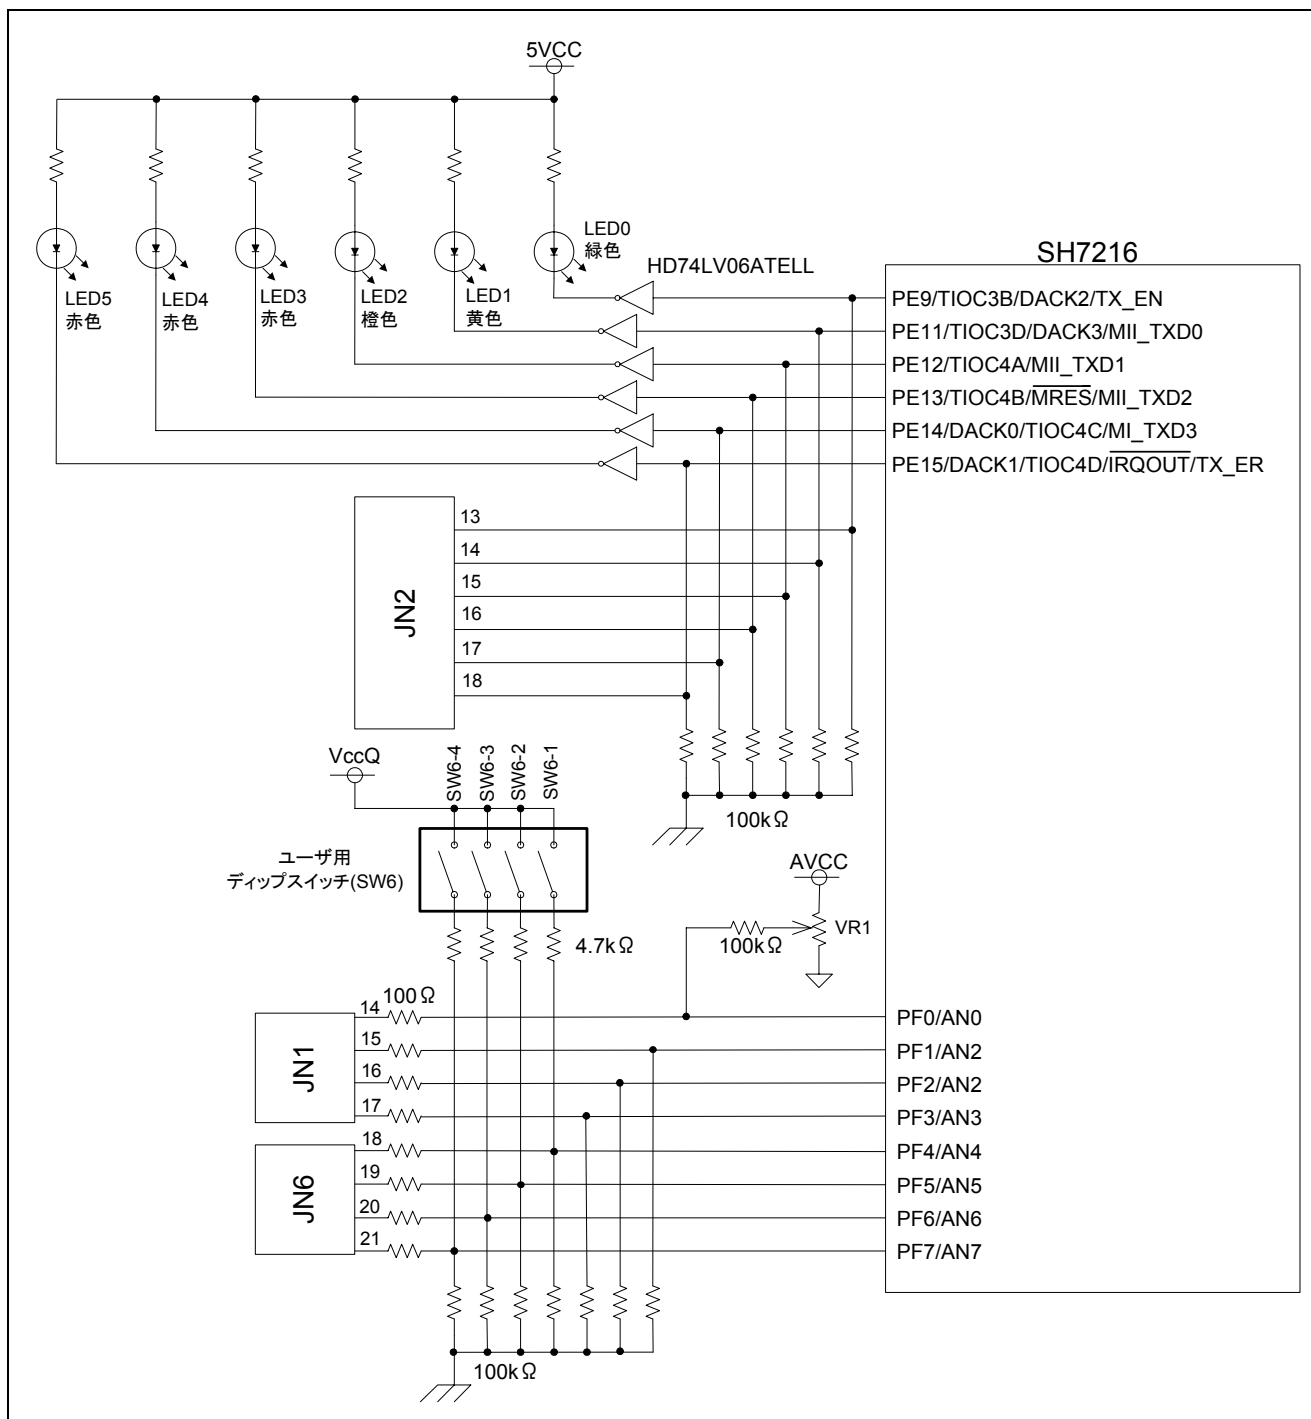 5VCC
LED0
緑色
LED5
赤色
LED4
赤色
LED3
赤色
LED2
橙色
LED1
黄色
HD74LV06ATELL
SH7216
PE9/TIOC3B/DACK2/TX_EN
PE11/TIOC3D/DACK3/MII_TXD0
PE12/TIOC4A/MII_TXD1
PE13/TIOC4B/MRES/MII_TXD2
PE14/DACK0/TIOC4C/MI_TXD3
PE15/DACK1/TIOC4D/IRQOUT/TX_ER
JN2
13
14
15
16
17
18
100kΩ
VccQ
SW6-4
SW6-3
SW6-2
SW6-1
ユーザ用
ディップスイッチ(SW6)
4.7kΩ
AVCC
VR1
100kΩ
100Ω
JN1
14
15
16
17
JN6
18
19
20
21
PF0/AN0
PF1/AN2
PF2/AN2
PF3/AN3
PF4/AN4
PF5/AN5
PF6/AN6
PF7/AN7
100kΩ